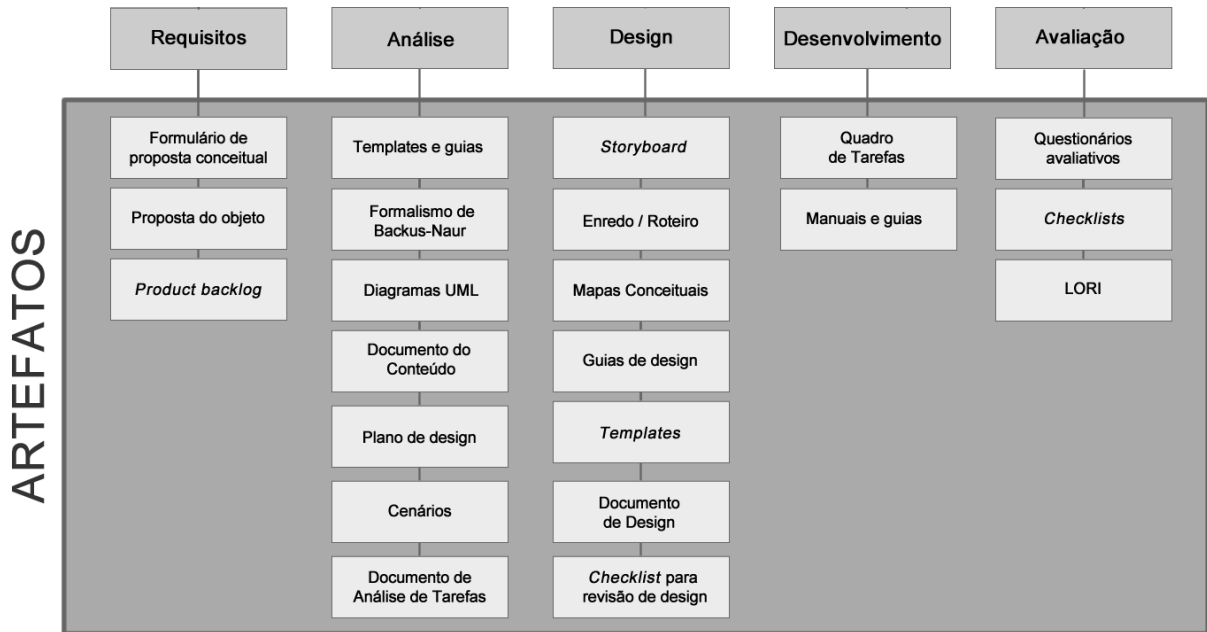 Requisitos
Análise
Design
Desenvolvimento
Avaliação
ARTEFATOS
Formulário de
proposta conceitual
Proposta do objeto
Product backlog
Templates e guias
Formalismo de
Backus-Naur
Diagramas UML
Documento do
Conteúdo
Plano de design
Cenários
Documento de
Análise de Tarefas
Storyboard
Enredo / Roteiro
Mapas Conceituais
Guias de design
Templates
Documento
de Design
Checklist para
revisão de design
Quadro
de Tarefas
Manuais e guias
Questionários
avaliativos
Checklists
LORI